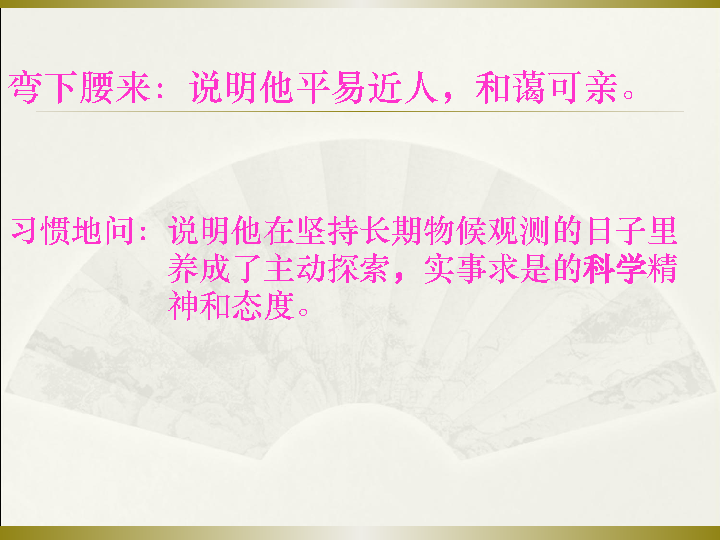 弯下腰来：说明他平易近人，和蔼可亲。
习惯地问：说明他在坚持长期物候观测的日子里
养成了主动探索，实事求是的科学精
神和态度。